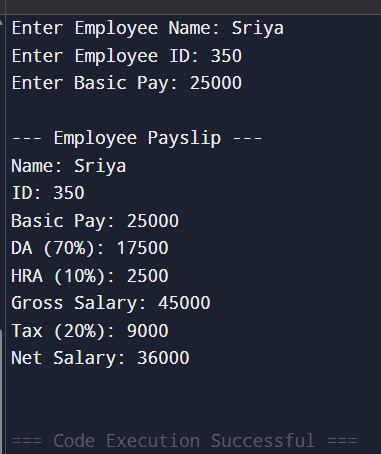 Enter Employee Name: Sriya
Enter Employee ID: 350
Enter Basic Pay: 25000
--- Employee Payslip ---
Name: Sriya
ID: 350
Basic Pay: 25000
DA (70%): 17500
HRA (10%): 2500
Gross Salary: 45000
Tax (20%): 9000
Net Salary: 36000
=== Code Execution Successful ===